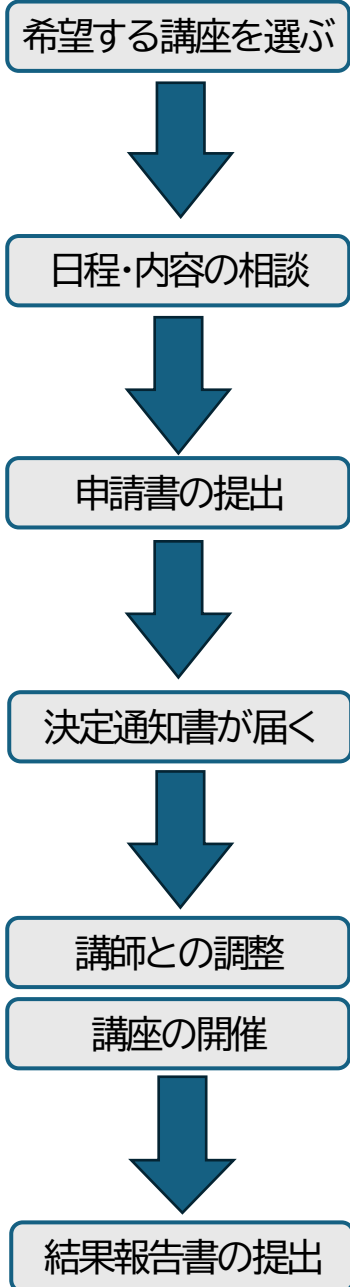 希望する講座を選ぶ
日程・内容の相談
申請書の提出
決定通知書が届く
講師との調整
講座の開催
結果報告書の提出